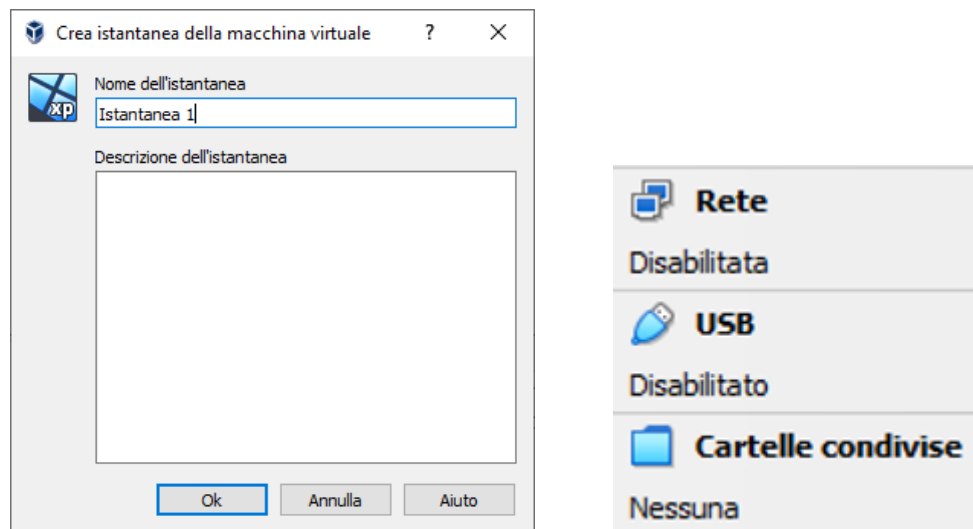 Crea istantanea della macchina virtuale
?
xp
Nome dell'istantanea
Istantanea 1
Descrizione dell'istantanea
Ok
Annulla
Aiuto
Rete
Disabilitata
USB
Disabilitato
Cartelle condivise
Nessuna